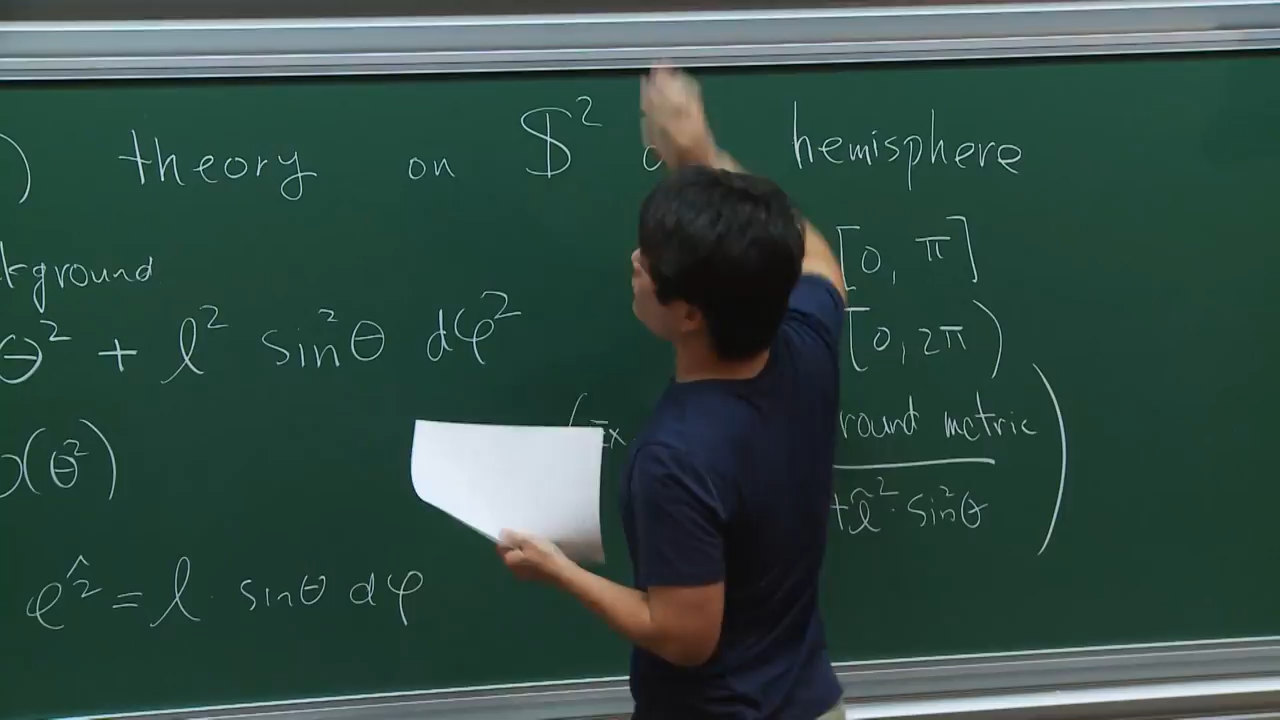 ) theory on S² hemisphere
kground [0, π]
θ² + l² sin²θ dφ² [0, 2π)
round metric
o(θ²) + l̃² sin²θ
e^2̂ = l · sinθ dφ